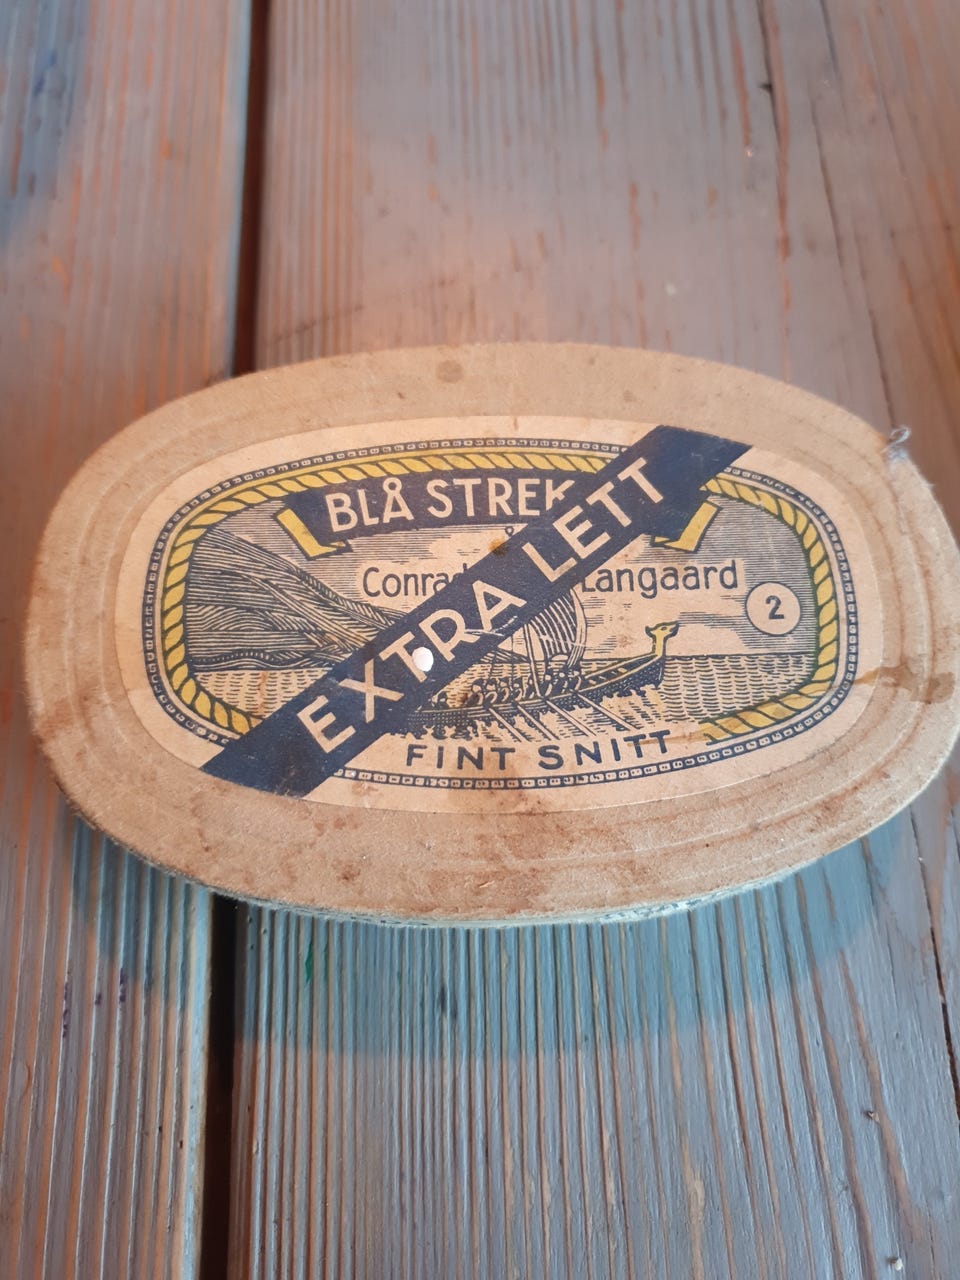 BLÅ STREK
Conrad Langaard
2
EXTRA LETT
FINT SNITT